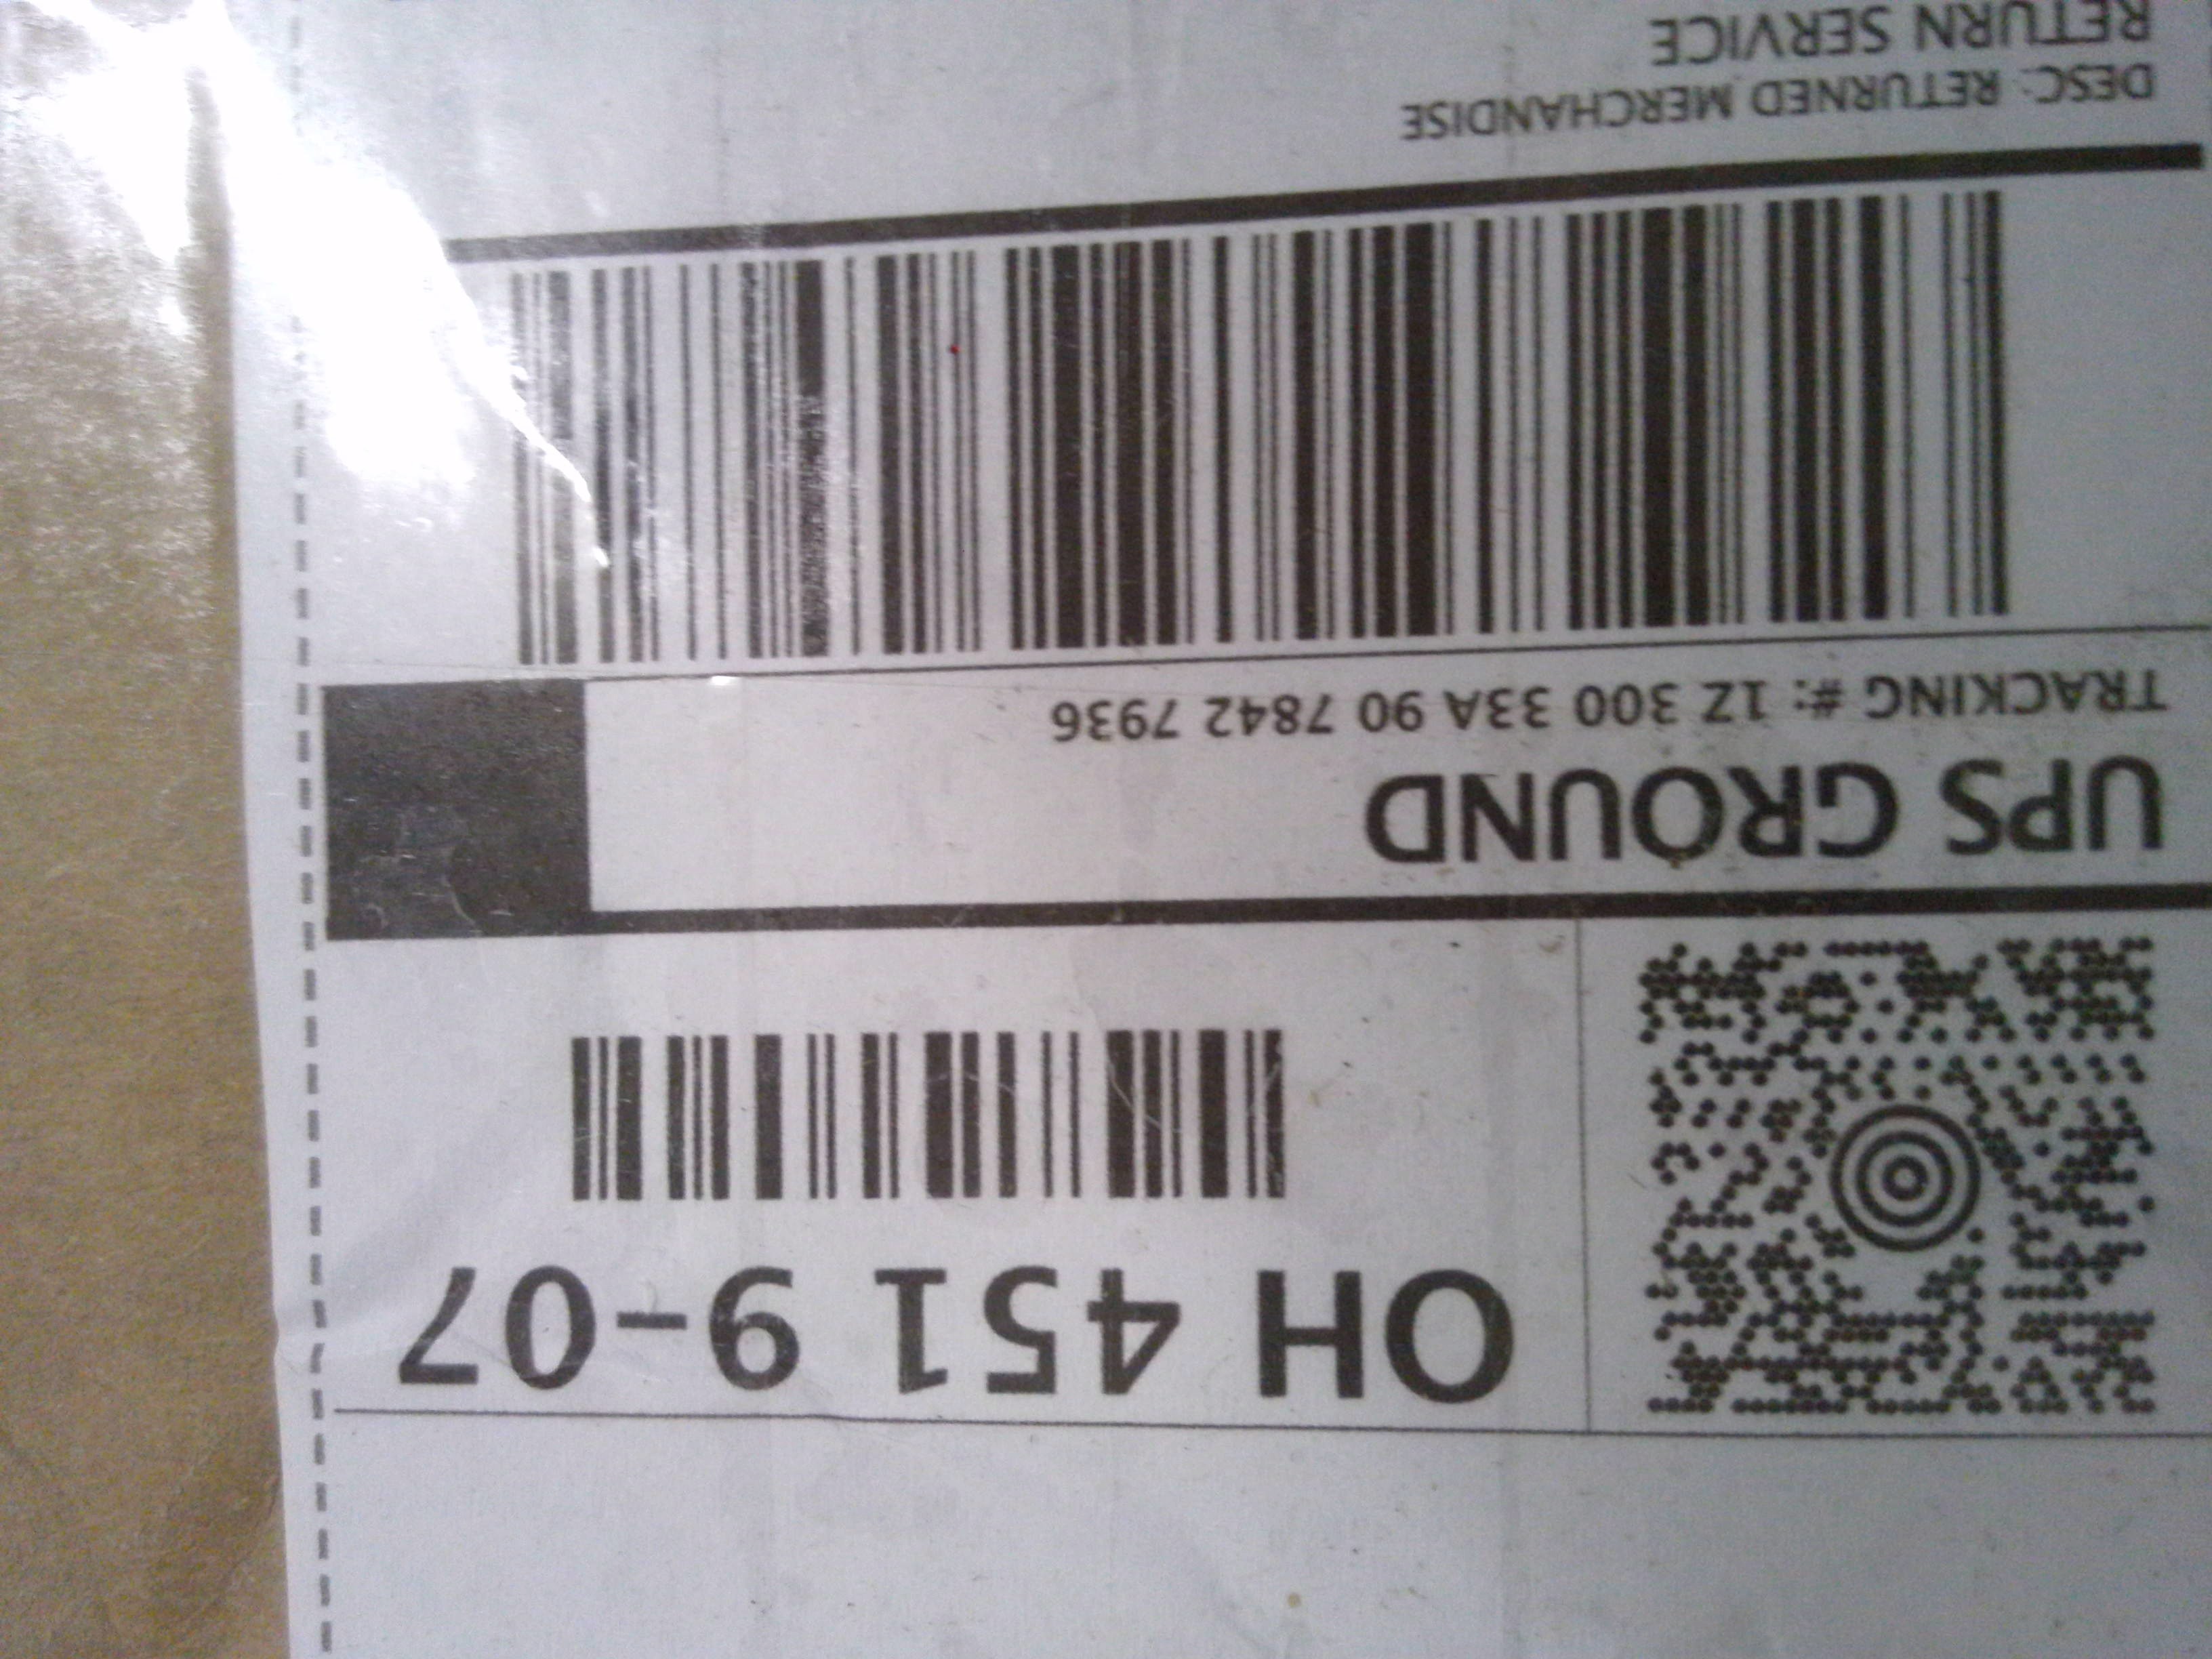 OH 451 9-07
UPS GROUND
TRACKING #: 1Z 300 33A 90 7842 7936
DESC: RETURNED MERCHANDISE
RETURN SERVICE